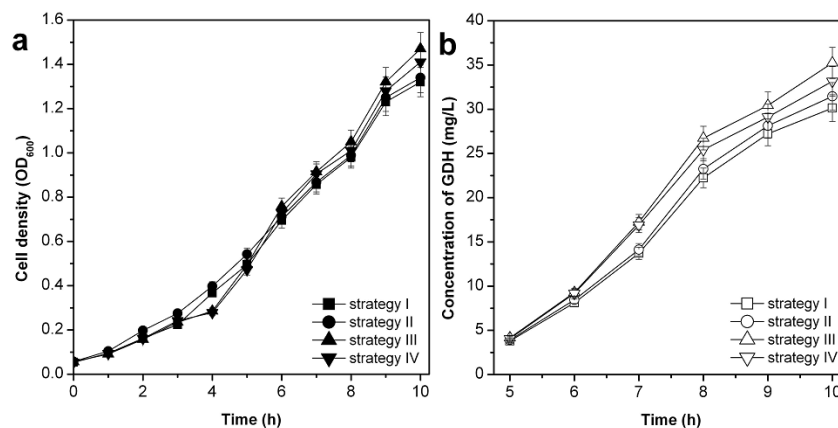 a
Cell density (OD600)
1.6
1.4
1.2
1.0
0.8
0.6
0.4
0.2
0.0
0 2 4 6 8 10
Time (h)
strategy I
strategy II
strategy III
strategy IV
b
Concentration of GDH (mg/L)
40
35
30
25
20
15
10
5
0
5 6 7 8 9 10
Time (h)
strategy I
strategy II
strategy III
strategy IV